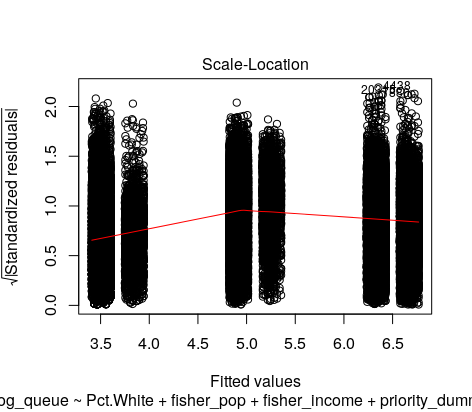 Scale-Location
√|Standardized residuals|
2.0
1.5
1.0
0.5
0.0
4438
3.5 4.0 4.5 5.0 5.5 6.0 6.5
Fitted values
og_queue ~ Pct.White + fisher_pop + fisher_income + priority_dumm